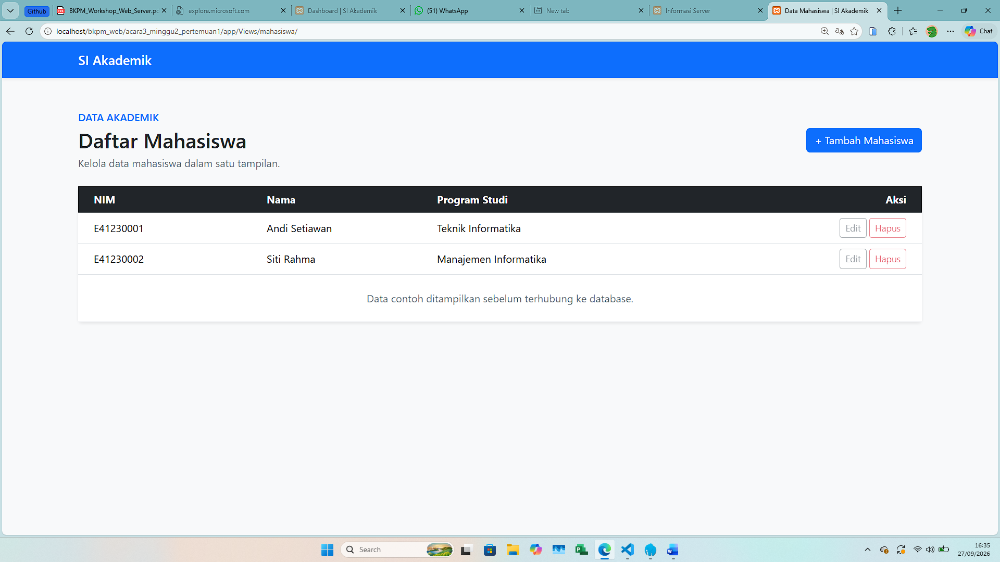 Github
BKPM_Workshop_Web_Server.pd
explore.microsoft.com
Dashboard | SI Akademik
(51) WhatsApp
New tab
Informasi Server
Data Mahasiswa | SI Akademik
localhost/bkpm_web/acara3_minggu2_pertemuan1/app/Views/mahasiswa/
Chat
SI Akademik
DATA AKADEMIK
Daftar Mahasiswa
+ Tambah Mahasiswa
Kelola data mahasiswa dalam satu tampilan.
NIM Nama Program Studi Aksi
E41230001 Andi Setiawan Teknik Informatika Edit Hapus
E41230002 Siti Rahma Manajemen Informatika Edit Hapus
Data contoh ditampilkan sebelum terhubung ke database.
Search
16:35
27/09/2026